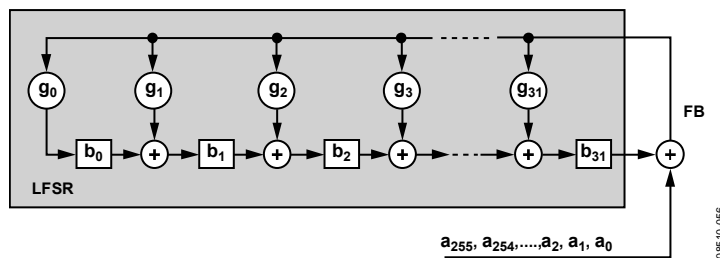 g0 g1 g2 g3 g31
FB
b0 + b1 + b2 + + b31 +
LFSR
a255, a254,....,a2, a1, a0